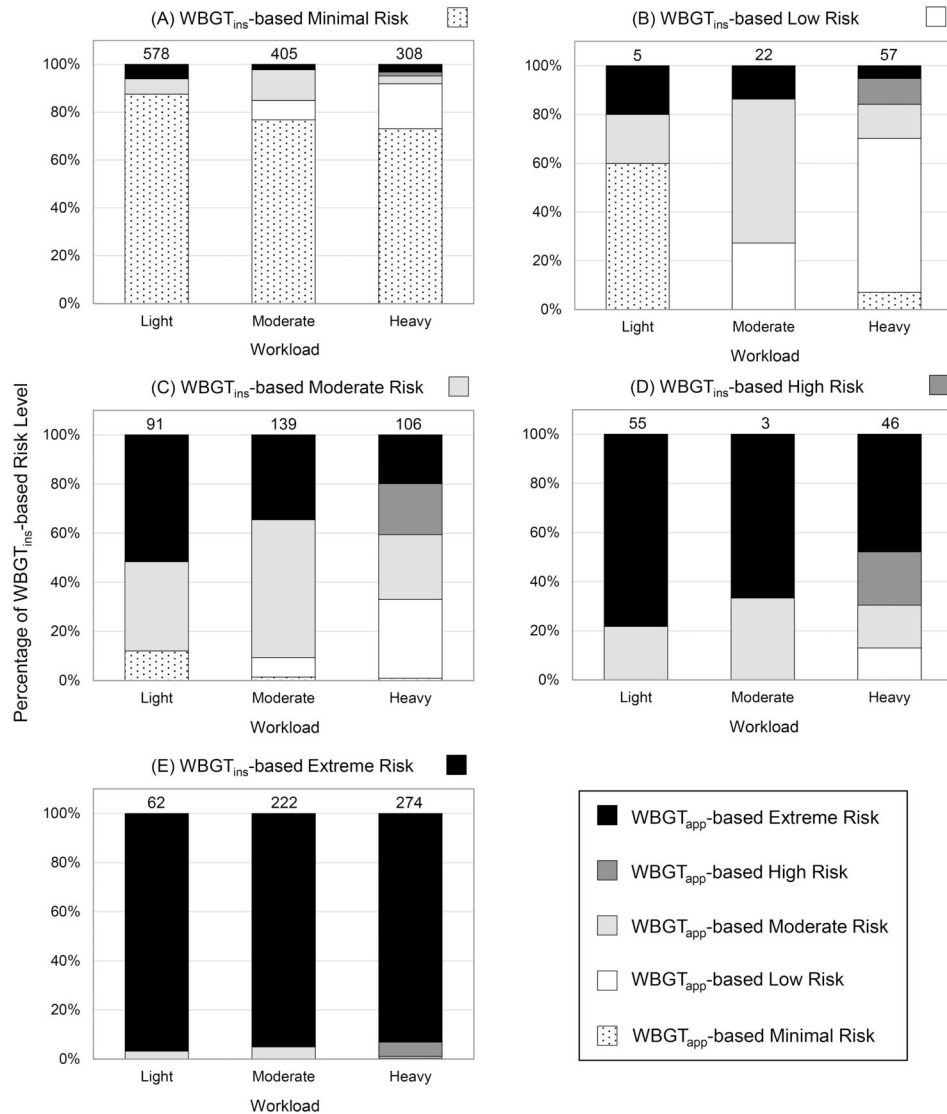 (A) WBGTins-based Minimal Risk
578 405 308
100%
80%
60%
40%
20%
0%
Light Moderate Heavy
Workload
(B) WBGTins-based Low Risk
5 22 57
100%
80%
60%
40%
20%
0%
Light Moderate Heavy
Workload
Percentage of WBGTins-based Risk Level
(C) WBGTins-based Moderate Risk
91 139 106
100%
80%
60%
40%
20%
0%
Light Moderate Heavy
Workload
(D) WBGTins-based High Risk
55 3 46
100%
80%
60%
40%
20%
0%
Light Moderate Heavy
Workload
(E) WBGTins-based Extreme Risk
62 222 274
100%
80%
60%
40%
20%
0%
Light Moderate Heavy
Workload
WBGTapp-based Extreme Risk
WBGTapp-based High Risk
WBGTapp-based Moderate Risk
WBGTapp-based Low Risk
WBGTapp-based Minimal Risk